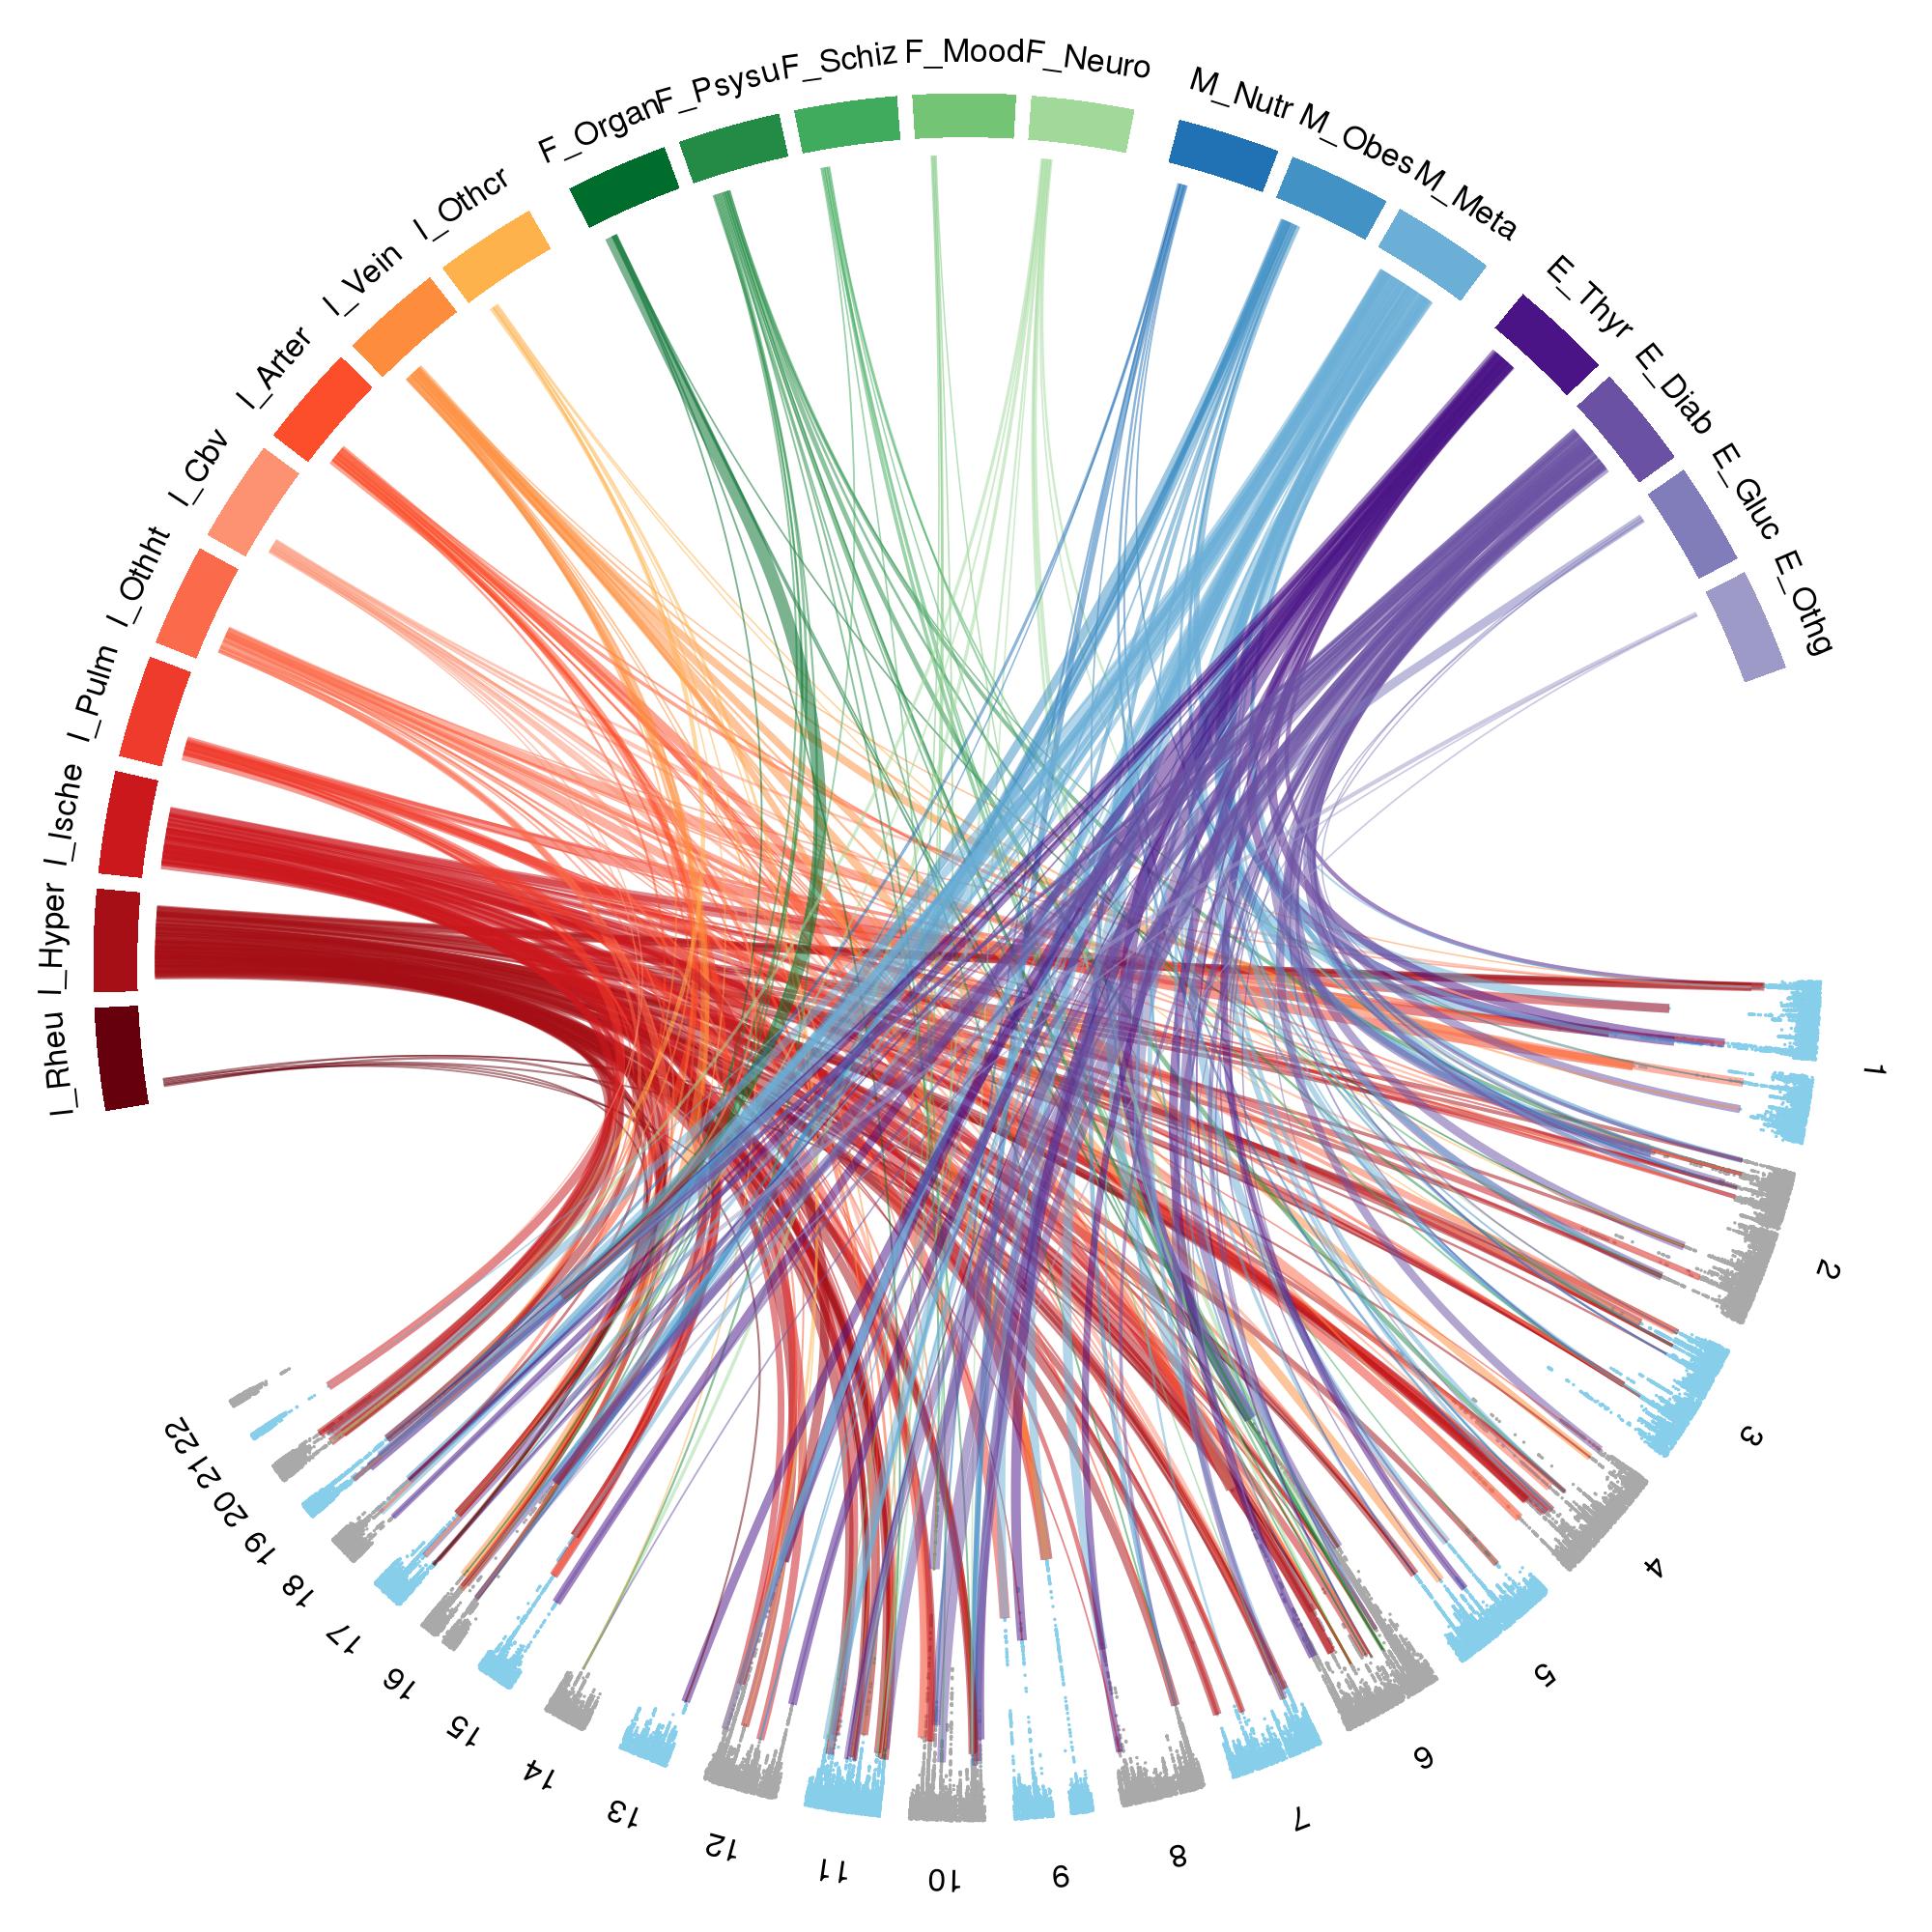 I_Rheu
I_Hyper
I_Ische
I_Pulm
I_Othht
I_Cbv
I_Arter
I_Vein
I_Othcr
F_Organ
F_Psysu
F_Schiz
F_Mood
F_Neuro
M_Nutr
M_Obes
M_Meta
E_Thyr
E_Diab
E_Gluc
E_Othg
1
2
3
4
5
6
7
8
9
10
11
12
13
14
15
16
17
18
19
20
21
22